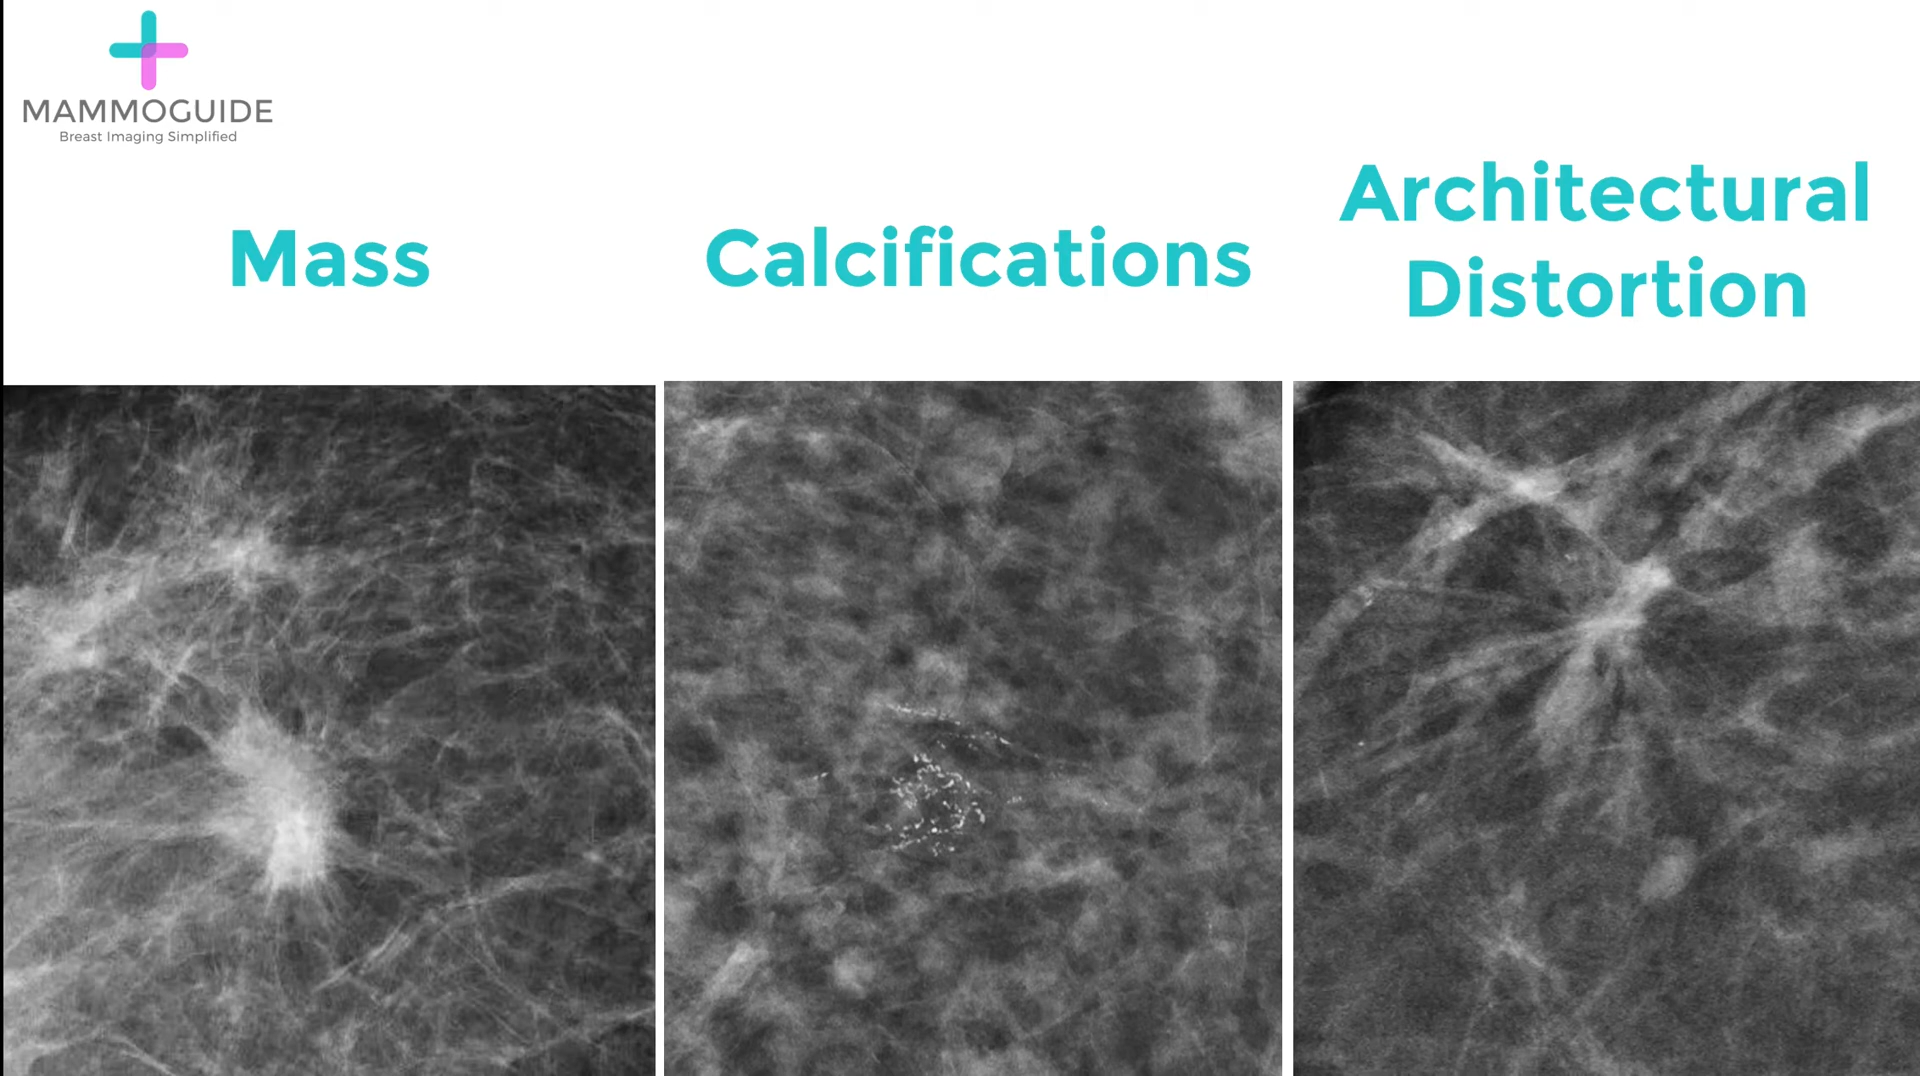 MAMMOGUIDE
Breast Imaging Simplified
Mass
Calcifications
Architectural
Distortion